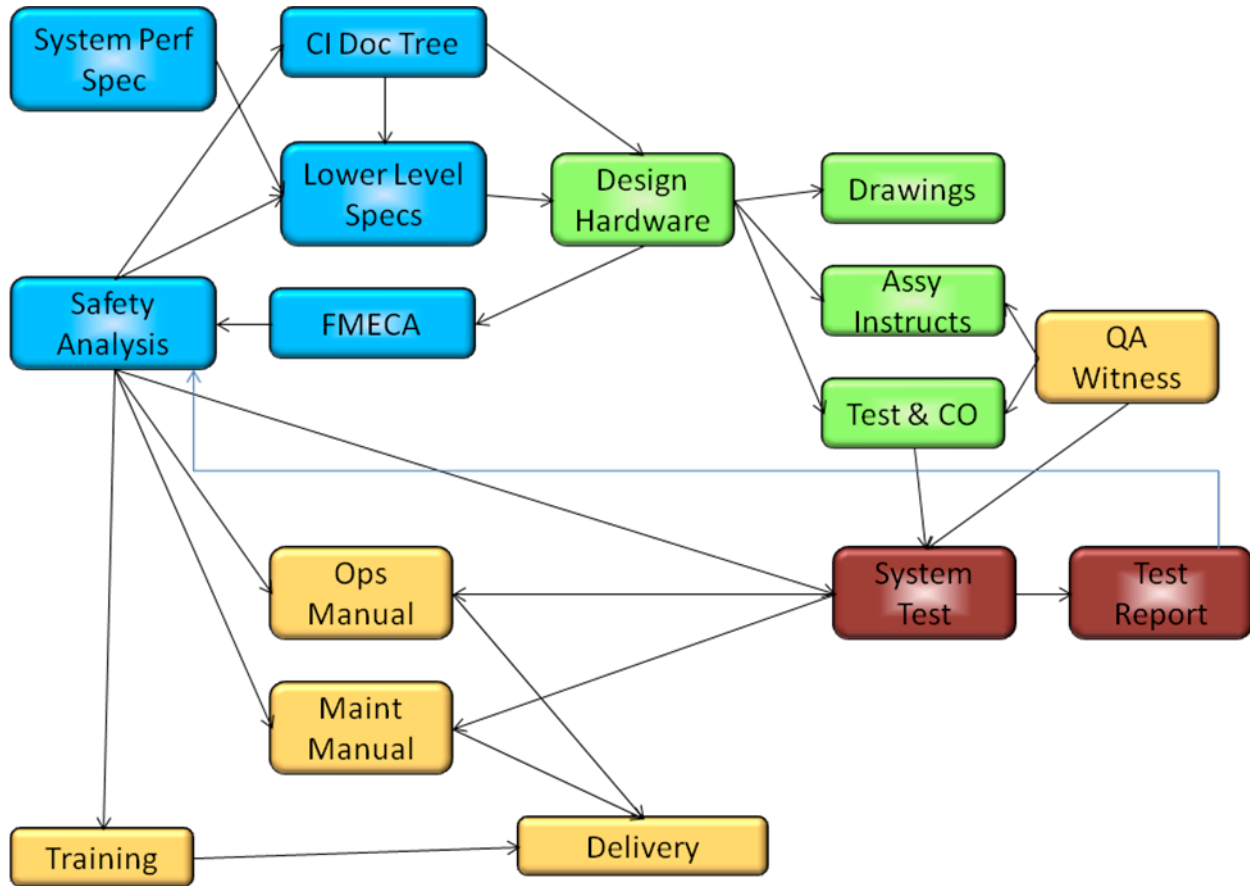 System Perf
Spec
CI Doc Tree
Lower Level
Specs
Design
Hardware
Drawings
Safety
Analysis
FMECA
Assy
Instructs
QA
Witness
Test & CO
Ops
Manual
System
Test
Test
Report
Maint
Manual
Training
Delivery